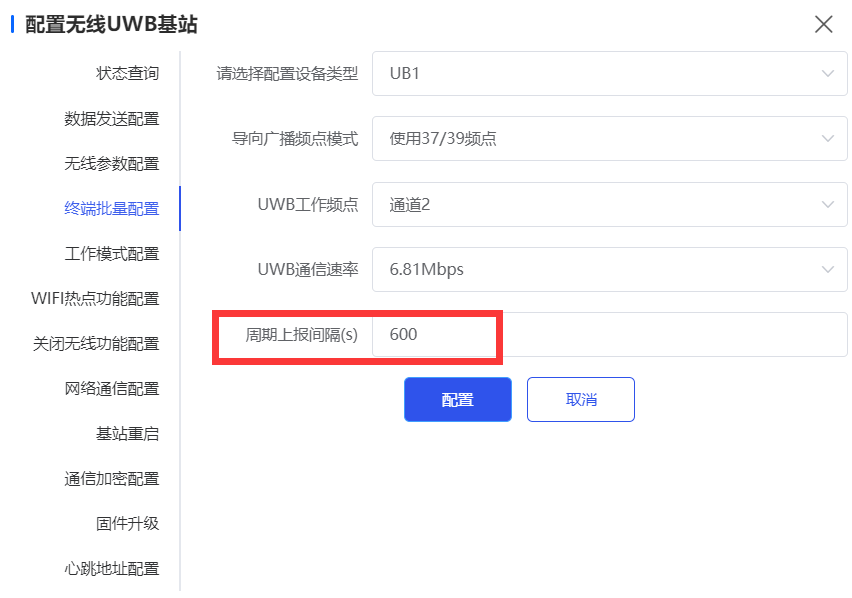 配置无线UWB基站
状态查询
数据发送配置
无线参数配置
终端批量配置
工作模式配置
WIFI热点功能配置
关闭无线功能配置
网络通信配置
基站重启
通信加密配置
固件升级
心跳地址配置
请选择配置设备类型 UB1
导向广播频点模式 使用37/39频点
UWB工作频点 通道2
UWB通信速率 6.81Mbps
周期上报间隔(s) 600
配置 取消